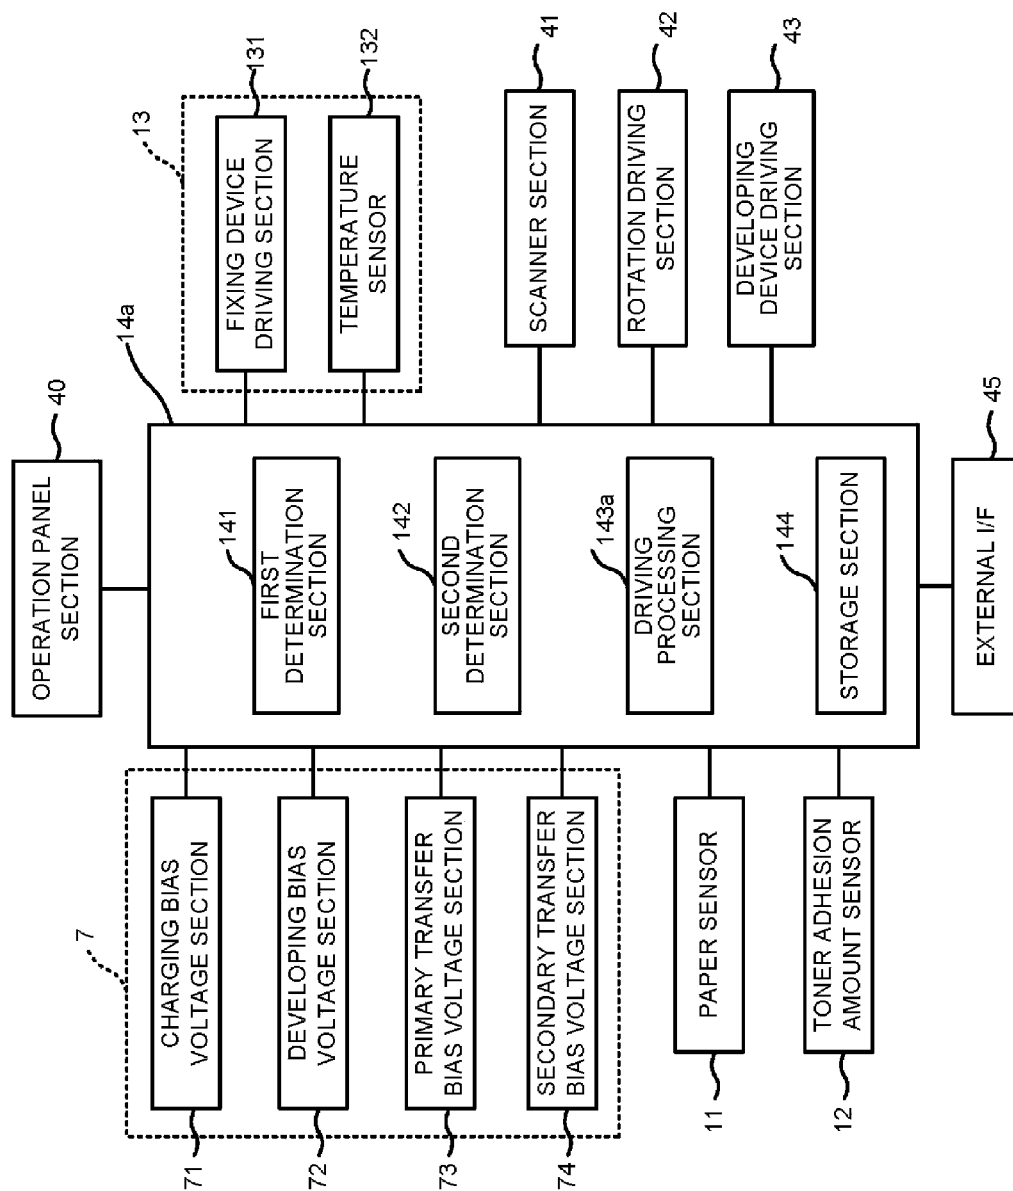 40
OPERATION PANEL
SECTION
7
71
CHARGING BIAS
VOLTAGE SECTION
72
DEVELOPING BIAS
VOLTAGE SECTION
73
PRIMARY TRANSFER
BIAS VOLTAGE SECTION
74
SECONDARY TRANSFER
BIAS VOLTAGE SECTION
11
PAPER SENSOR
12
TONER ADHESION
AMOUNT SENSOR
14a
141
FIRST
DETERMINATION
SECTION
142
SECOND
DETERMINATION
SECTION
143a
DRIVING
PROCESSING
SECTION
144
STORAGE SECTION
13
131
FIXING DEVICE
DRIVING SECTION
132
TEMPERATURE
SENSOR
41
SCANNER SECTION
42
ROTATION DRIVING
SECTION
43
DEVELOPING
DEVICE DRIVING
SECTION
45
EXTERNAL I/F